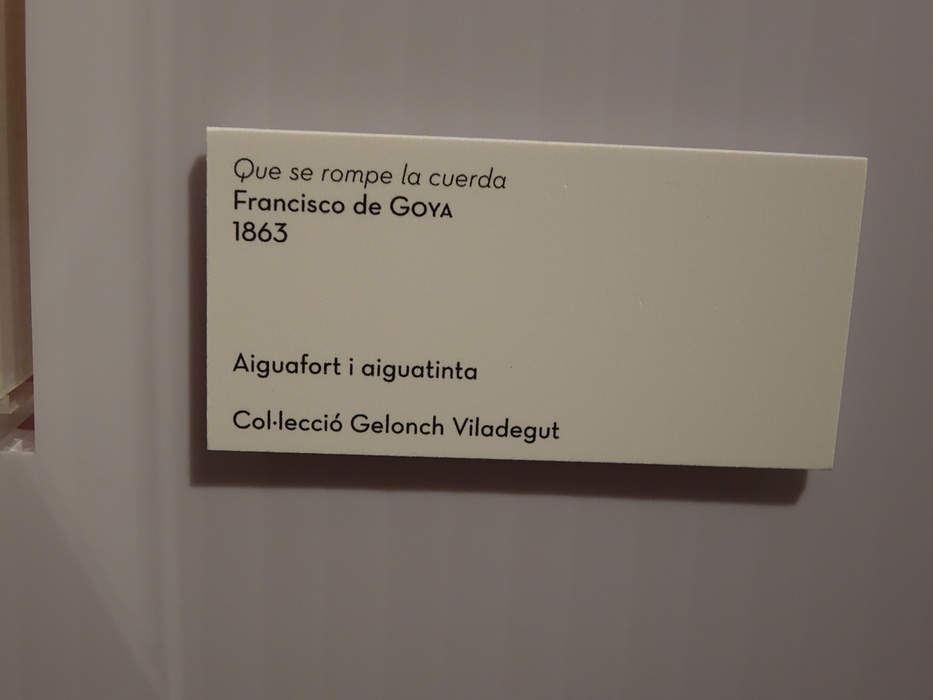 Que se rompe la cuerda
Francisco de GOYA
1863
Aiguafort i aiguatinta
Col·lecció Gelonch Viladegut